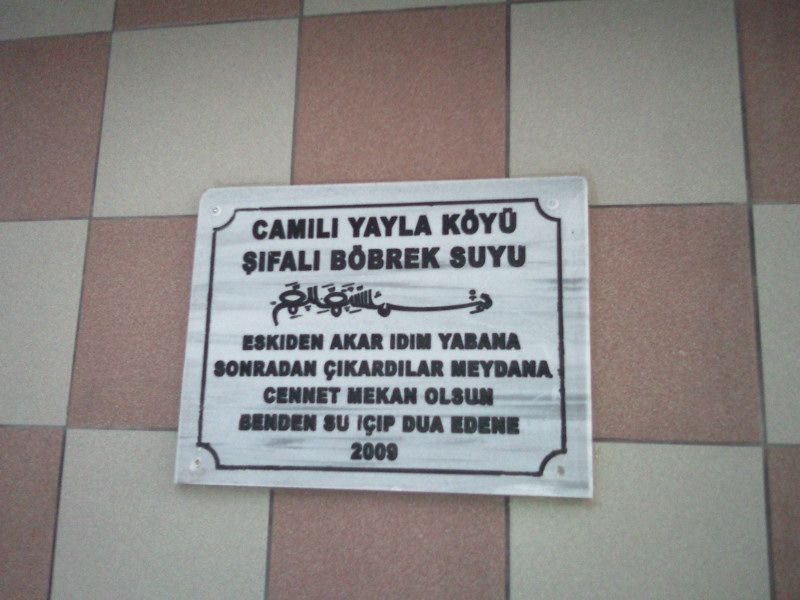 CAMILI YAYLA KÖYÜ
ŞIFALI BÖBREK SUYU
بسم الله الرحمن الرحيم
ESKIDEN AKAR IDIM YABANA
SONRADAN ÇIKARDILAR MEYDANA
CENNET MEKAN OLSUN
BENDEN SU IÇIP DUA EDENE
2009